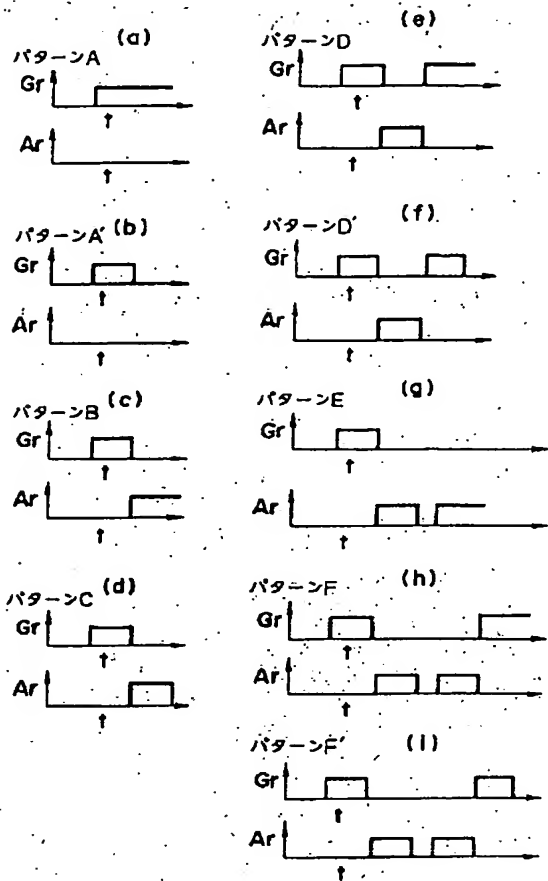 (a)
パターンA
Gr
t
Ar
t
(b)
パターンA'
Gr
t
Ar
t
(c)
パターンB
Gr
t
Ar
t
(d)
パターンC
Gr
t
Ar
t
(e)
パターンD
Gr
t
Ar
t
(f)
パターンD'
Gr
t
Ar
t
(g)
パターンE
Gr
t
Ar
t
(h)
パターンF
Gr
t
Ar
t
(i)
パターンF'
Gr
t
Ar
t